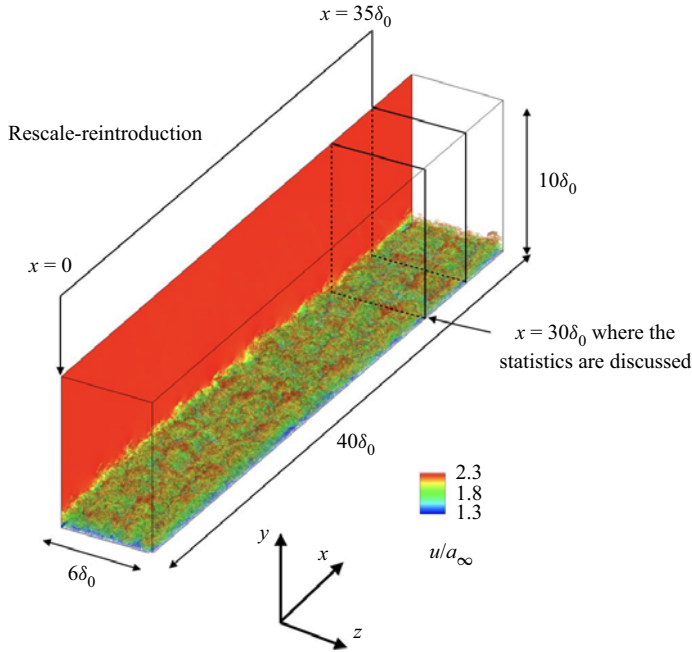 x = 35δ₀
Rescale-reintroduction
10δ₀
x = 0
x = 30δ₀ where the
statistics are discussed
40δ₀
2.3
1.8
1.3
y
x
u/a∞
6δ₀
z